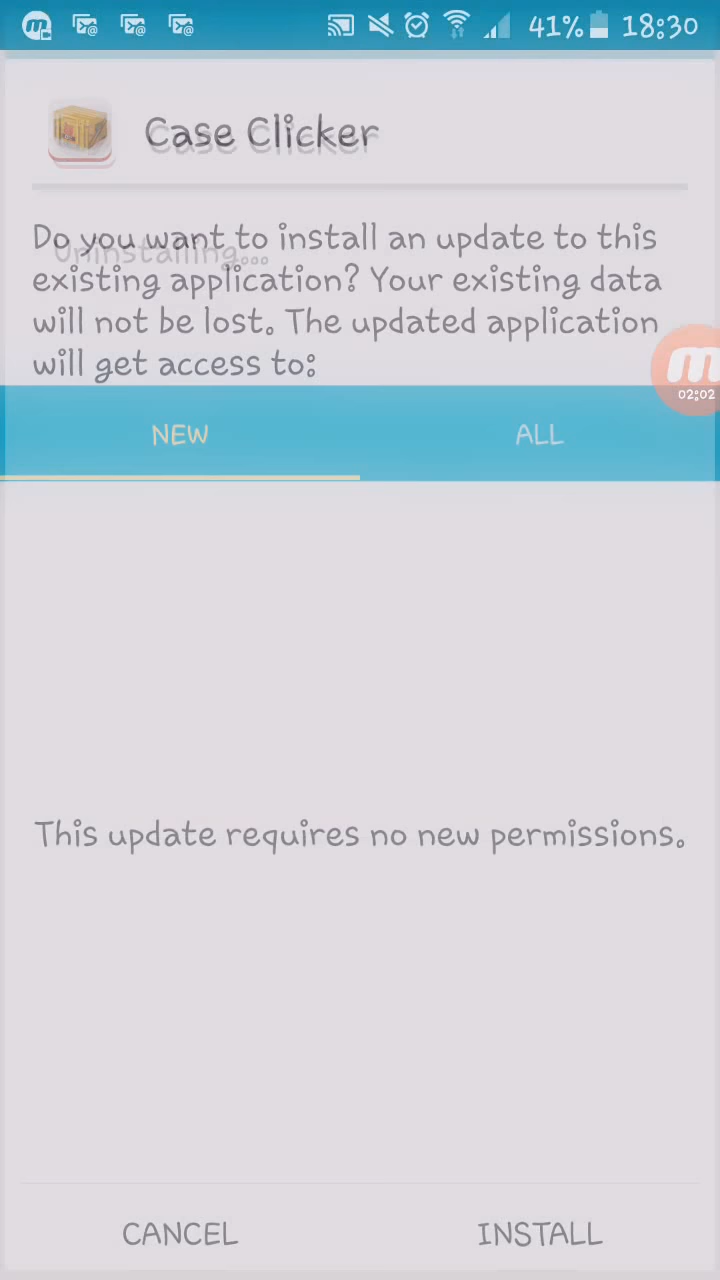 41% 18:30
Case Clicker
Do you want to install an update to this
Uninstalling...
existing application? Your existing data
will not be lost. The updated application
will get access to:
02:02
NEW ALL
This update requires no new permissions.
CANCEL INSTALL